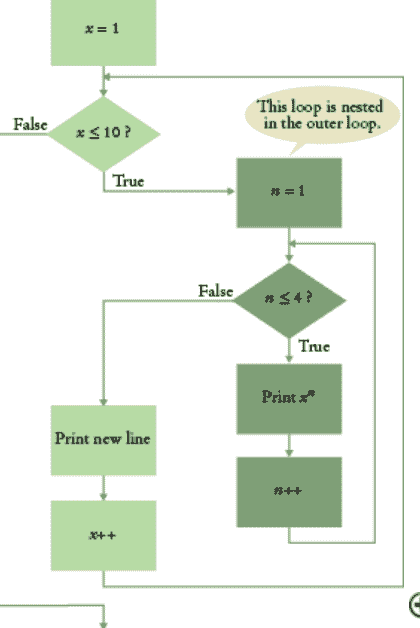 x = 1
False
x ≤ 10 ?
True
This loop is nested
in the outer loop.
n = 1
False
n ≤ 4 ?
True
Print xⁿ
Print new line
n++
x++